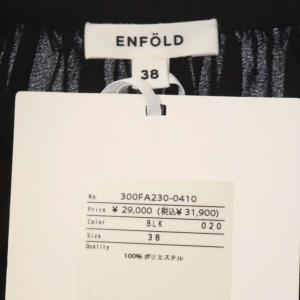 ENFÖLD
38
No. 300FA230-0410
Price ¥ 29,000 (税込¥ 31,900)
Color BLK 020
Size 38
Quality
100% ポリエステル